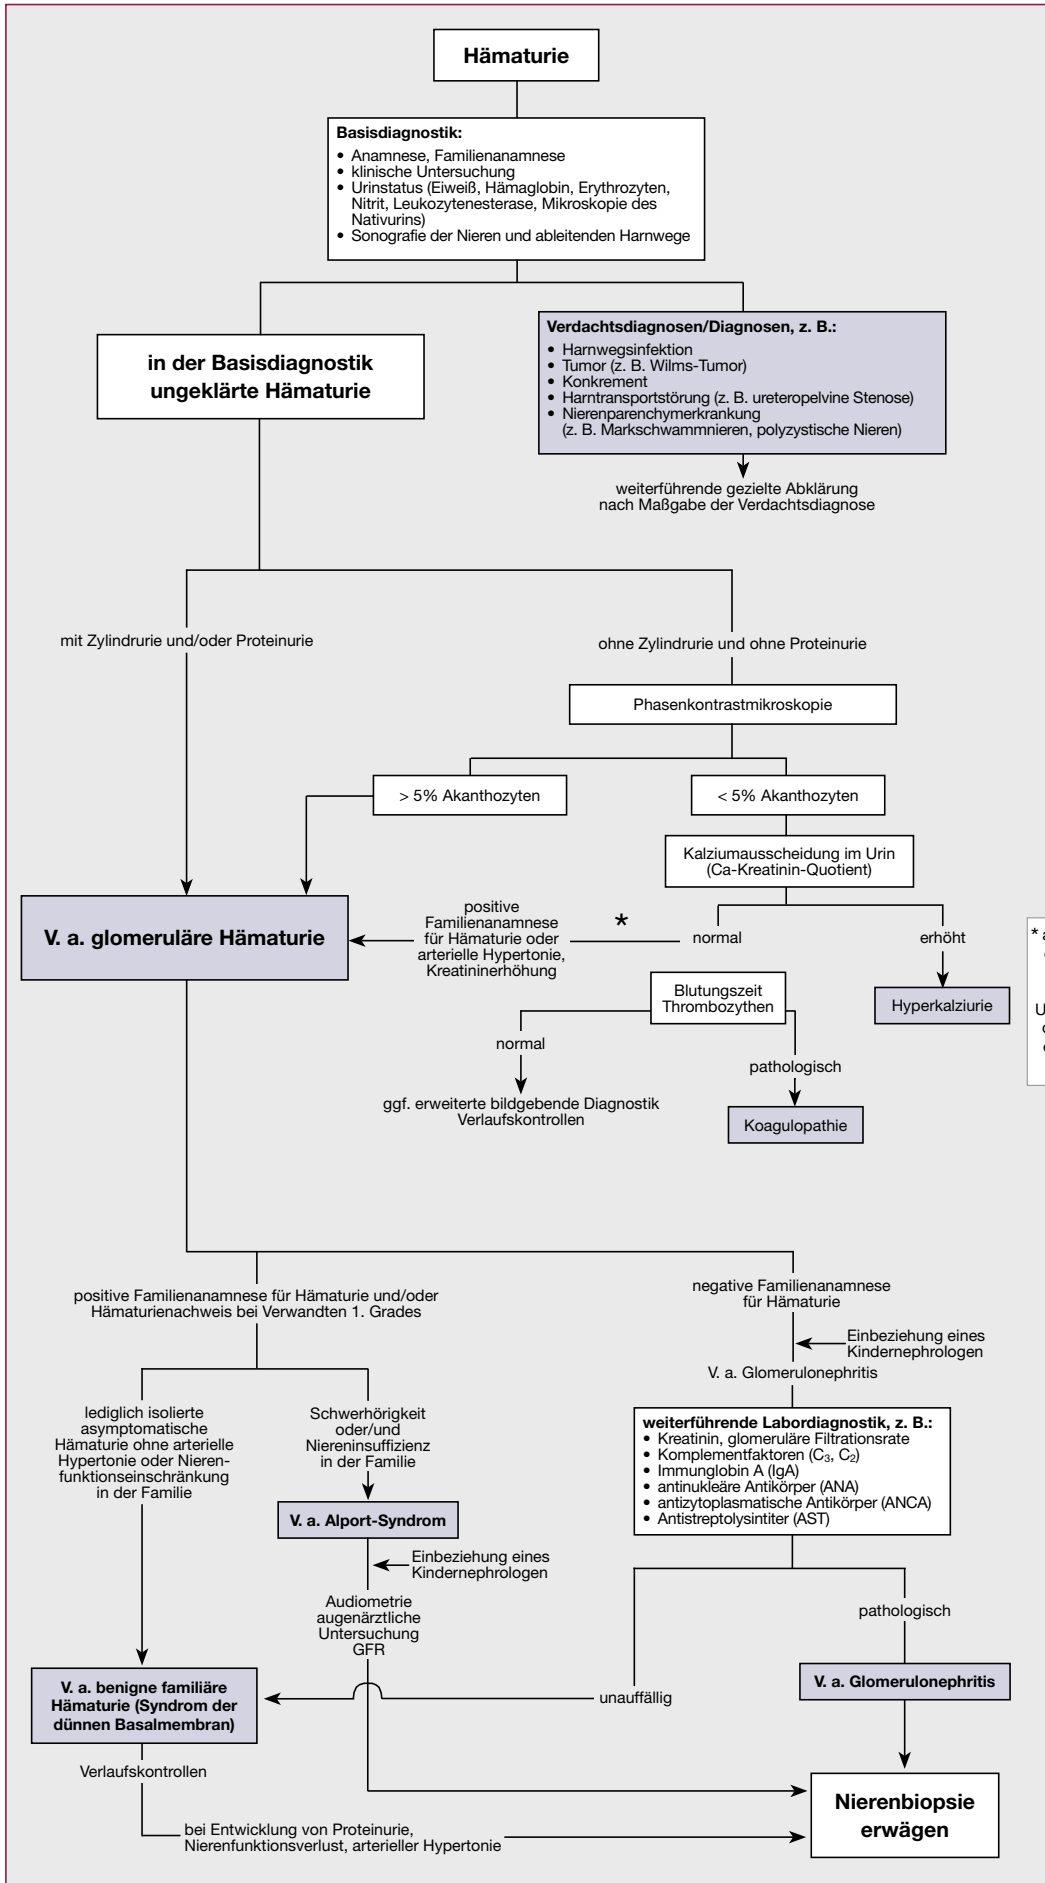 Hämaturie
Basisdiagnostik:
• Anamnese, Familienanamnese
• klinische Untersuchung
• Urinstatus (Eiweiß, Hämaglobin, Erythrozyten,
Nitrit, Leukozytenesterase, Mikroskopie des
Nativurins)
• Sonografie der Nieren und ableitenden Harnwege
in der Basisdiagnostik
ungeklärte Hämaturie
Verdachtsdiagnosen/Diagnosen, z. B.:
• Harnwegsinfektion
• Tumor (z. B. Wilms-Tumor)
• Konkrement
• Harntransportstörung (z. B. ureteropelvine Stenose)
• Nierenparenchymerkrankung
(z. B. Markschwammnieren, polyzystische Nieren)
weiterführende gezielte Abklärung
nach Maßgabe der Verdachtsdiagnose
mit Zylindrurie und/oder Proteinurie
ohne Zylindrurie und ohne Proteinurie
Phasenkontrastmikroskopie
> 5% Akanthozyten
< 5% Akanthozyten
Kalziumausscheidung im Urin
(Ca-Kreatinin-Quotient)
V. a. glomeruläre Hämaturie
positive
Familienanamnese
für Hämaturie oder
arterielle Hypertonie,
Kreatininerhöhung
*
normal
erhöht
* a
U
Hyperkalziurie
Blutungszeit
Thrombozythen
normal
pathologisch
ggf. erweiterte bildgebende Diagnostik
Verlaufskontrollen
Koagulopathie
positive Familienanamnese für Hämaturie und/oder
Hämaturienachweis bei Verwandten 1. Grades
negative Familienanamnese
für Hämaturie
Einbeziehung eines
Kindernephrologen
V. a. Glomerulonephritis
lediglich isolierte
asymptomatische
Hämaturie ohne arterielle
Hypertonie oder Nieren-
funktionseinschränkung
in der Familie
Schwerhörigkeit
oder/und
Niereninsuffizienz
in der Familie
weiterführende Labordiagnostik, z. B.:
• Kreatinin, glomeruläre Filtrationsrate
• Komplementfaktoren (C₃, C₂)
• Immunglobin A (IgA)
• antinukleäre Antikörper (ANA)
• antizytoplasmatische Antikörper (ANCA)
• Antistreptolysintiter (AST)
V. a. Alport-Syndrom
Einbeziehung eines
Kindernephrologen
Audiometrie
augenärztliche
Untersuchung
GFR
pathologisch
V. a. benigne familiäre
Hämaturie (Syndrom der
dünnen Basalmembran)
unauffällig
V. a. Glomerulonephritis
Verlaufskontrollen
Nierenbiopsie
erwägen
bei Entwicklung von Proteinurie,
Nierenfunktionsverlust, arterieller Hypertonie